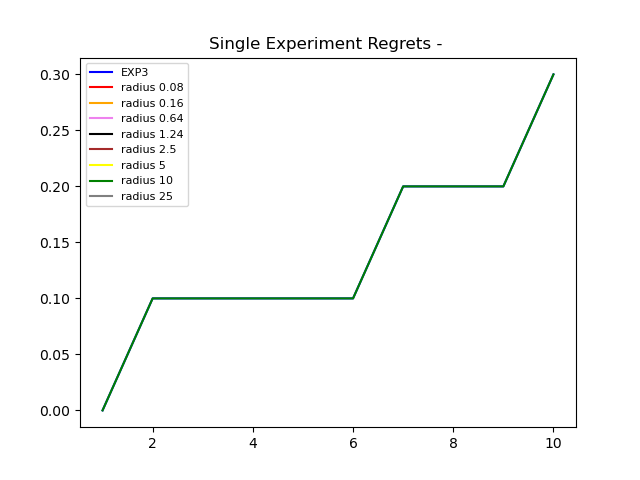 Single Experiment Regrets -
EXP3
radius 0.08
radius 0.16
radius 0.64
radius 1.24
radius 2.5
radius 5
radius 10
radius 25
0.30
0.25
0.20
0.15
0.10
0.05
0.00
2 4 6 8 10